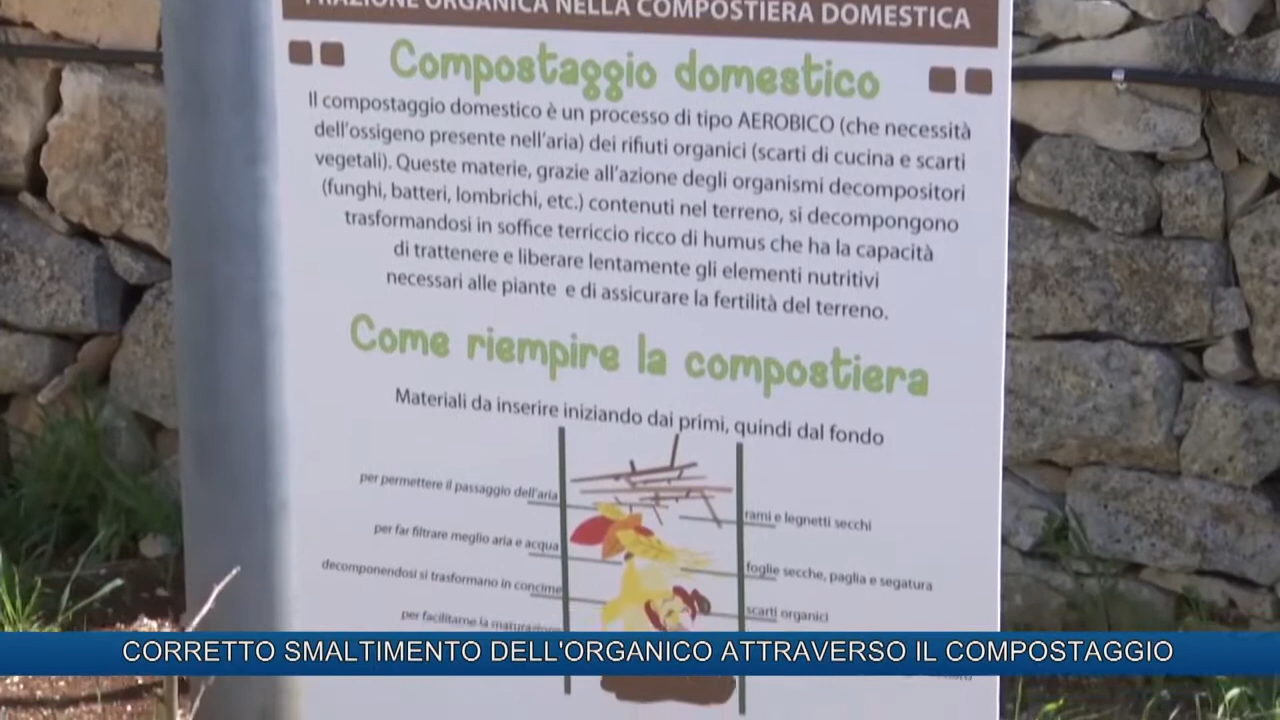 FRAZIONE ORGANICA NELLA COMPOSTIERA DOMESTICA
Compostaggio domestico
Il compostaggio domestico è un processo di tipo AEROBICO (che necessità
dell'ossigeno presente nell'aria) dei rifiuti organici (scarti di cucina e scarti
vegetali). Queste materie, grazie all'azione degli organismi decompositori
(funghi, batteri, lombrichi, etc.) contenuti nel terreno, si decompongono
trasformandosi in soffice terriccio ricco di humus che ha la capacità
di trattenere e liberare lentamente gli elementi nutritivi
necessari alle piante e di assicurare la fertilità del terreno.
Come riempire la compostiera
Materiali da inserire iniziando dai primi, quindi dal fondo
per permettere il passaggio dell'aria
rami e legnetti secchi
per far filtrare meglio aria e acqua
foglie secche, paglia e segatura
decomponendosi si trasformano in concime
scarti organici
per facilitarne la maturazione
CORRETTO SMALTIMENTO DELL'ORGANICO ATTRAVERSO IL COMPOSTAGGIO